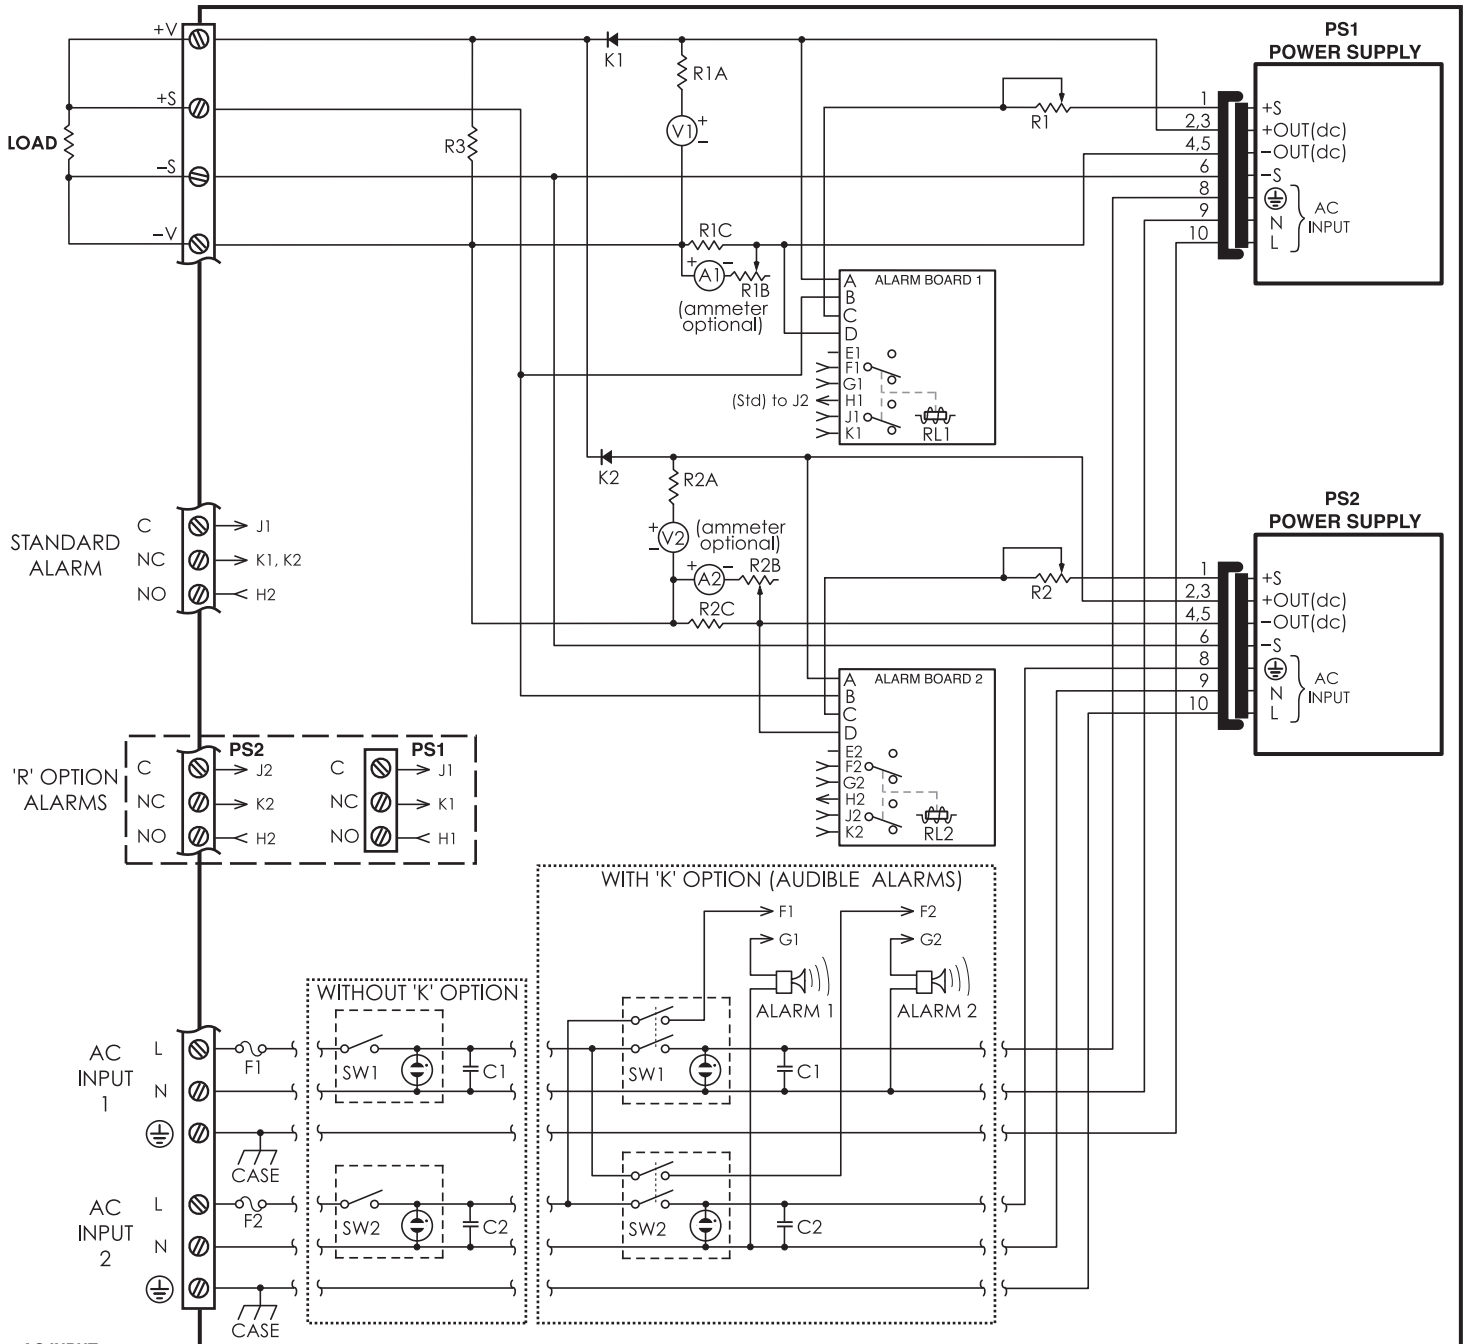 PS1
POWER SUPPLY
+V
K1
R1A
+S
R1
1
+S
V1
+
−
2,3
+OUT(dc)
LOAD
R3
4,5
−OUT(dc)
−S
6
−S
8
AC
INPUT
9
N
10
L
−V
R1C
+
A1
−
R1B
(ammeter
optional)
ALARM BOARD 1
A
B
C
D
E1
F1
G1
(Std) to J2
H1
J1
K1
RL1
K2
R2A
PS2
POWER SUPPLY
STANDARD
ALARM
C
J1
NC
K1, K2
NO
H2
+
−
V2
(ammeter
optional)
+
A2
−
R2B
R2C
R2
1
+S
2,3
+OUT(dc)
4,5
−OUT(dc)
6
−S
8
AC
INPUT
9
N
10
L
ALARM BOARD 2
A
B
C
D
E2
F2
G2
H2
J2
K2
RL2
'R' OPTION
ALARMS
PS2
C
J2
NC
K2
NO
H2
PS1
C
J1
NC
K1
NO
H1
WITH 'K' OPTION (AUDIBLE ALARMS)
F1
F2
G1
G2
ALARM 1
ALARM 2
WITHOUT 'K' OPTION
AC
INPUT
1
L
F1
SW1
C1
SW1
C1
N
CASE
AC
INPUT
2
L
F2
SW2
C2
SW2
C2
N
CASE